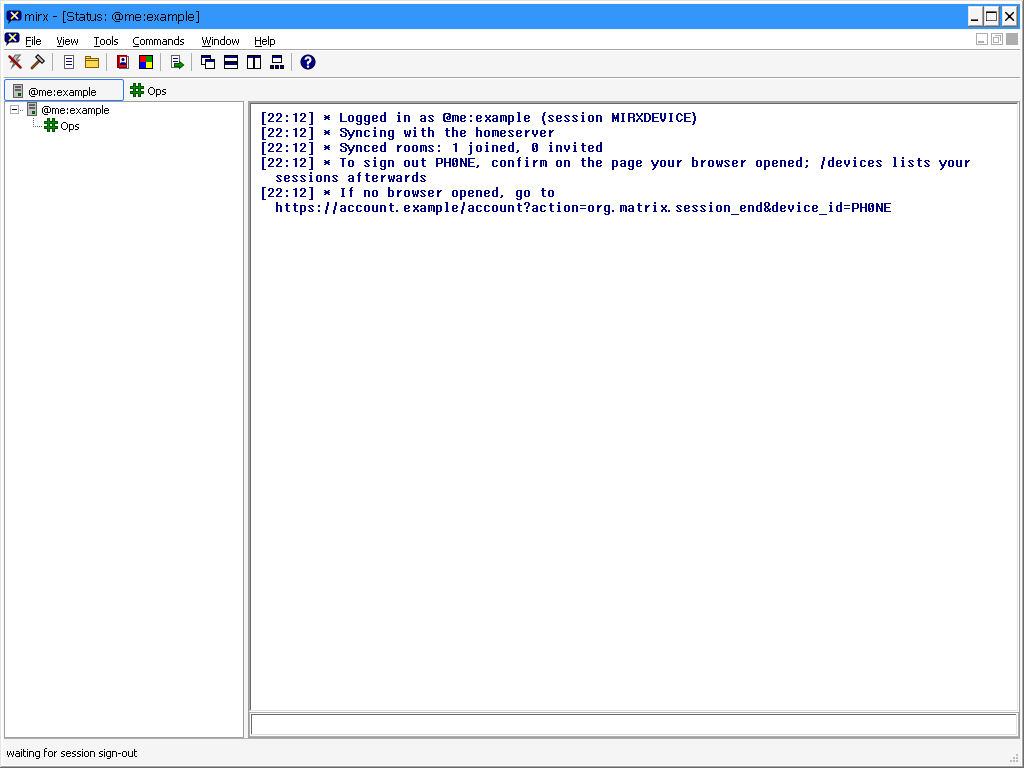 mirx - [Status: @me:example]
File View Tools Commands Window Help
@me:example Ops
@me:example
Ops
[22:12] * Logged in as @me:example (session MIRXDEVICE)
[22:12] * Syncing with the homeserver
[22:12] * Synced rooms: 1 joined, 0 invited
[22:12] * To sign out PH0NE, confirm on the page your browser opened; /devices lists your
sessions afterwards
[22:12] * If no browser opened, go to
https://account.example/account?action=org.matrix.session_end&device_id=PH0NE
waiting for session sign-out